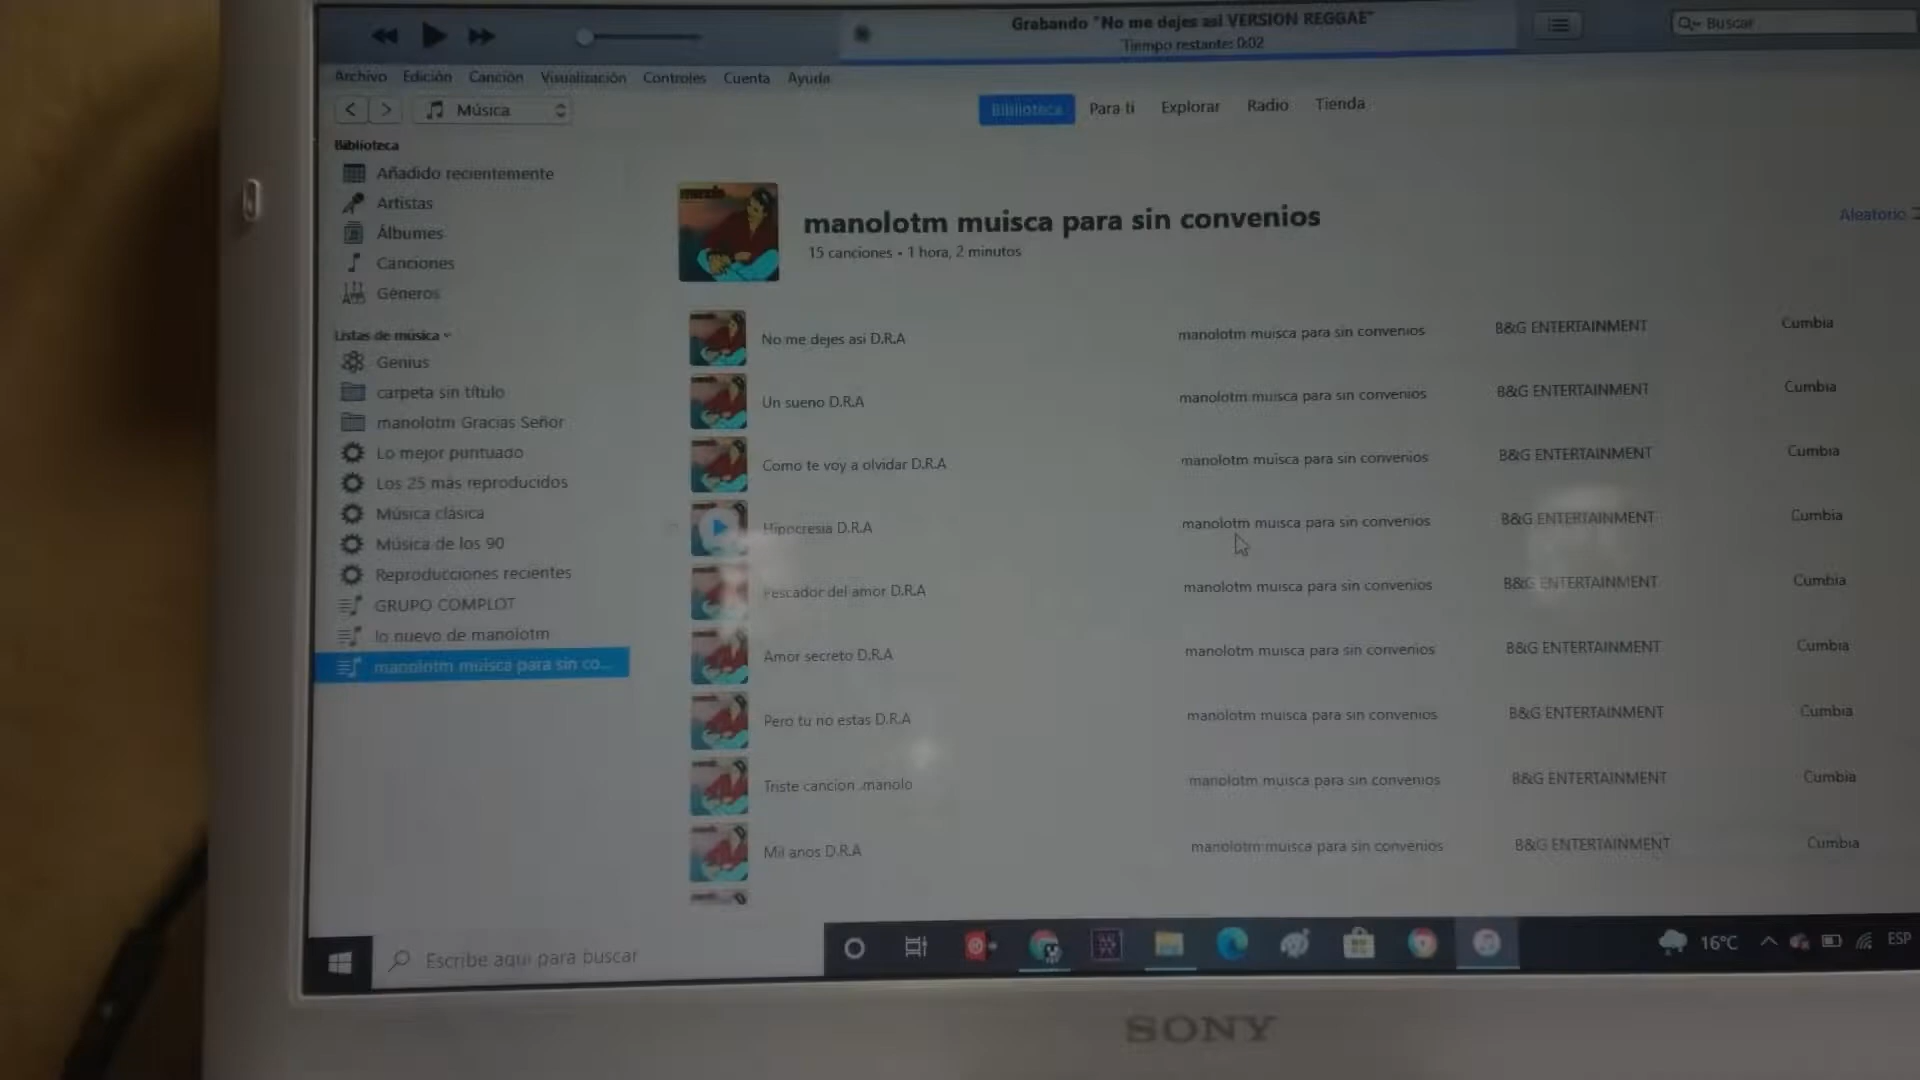 Grabando "No me dejes asi VERSION REGGAE"
Tiempo restante: 0:02
Buscar
Archivo Edición Canción Visualización Controles Cuenta Ayuda
Música
Biblioteca Para ti Explorar Radio Tienda
Biblioteca
Añadido recientemente
Artistas
Álbumes
Canciones
Géneros
Listas de música
Genius
carpeta sin título
manolotm Gracias Señor
Lo mejor puntuado
Los 25 más reproducidos
Música clásica
Música de los 90
Reproducciones recientes
GRUPO COMPLOT
lo nuevo de manolotm
manolotm muisca para sin co...
manolotm muisca para sin convenios
15 canciones • 1 hora, 2 minutos
Aleatorio
No me dejes asi D.R.A manolotm muisca para sin convenios B&G ENTERTAINMENT Cumbia
Un sueno D.R.A manolotm muisca para sin convenios B&G ENTERTAINMENT Cumbia
Como te voy a olvidar D.R.A manolotm muisca para sin convenios B&G ENTERTAINMENT Cumbia
Hipocresia D.R.A manolotm muisca para sin convenios B&G ENTERTAINMENT Cumbia
Pescador del amor D.R.A manolotm muisca para sin convenios B&G ENTERTAINMENT Cumbia
Amor secreto D.R.A manolotm muisca para sin convenios B&G ENTERTAINMENT Cumbia
Pero tu no estas D.R.A manolotm muisca para sin convenios B&G ENTERTAINMENT Cumbia
Triste cancion .manolo manolotm muisca para sin convenios B&G ENTERTAINMENT Cumbia
Mil anos D.R.A manolotm muisca para sin convenios B&G ENTERTAINMENT Cumbia
Escribe aquí para buscar
16°C
ESP
SONY